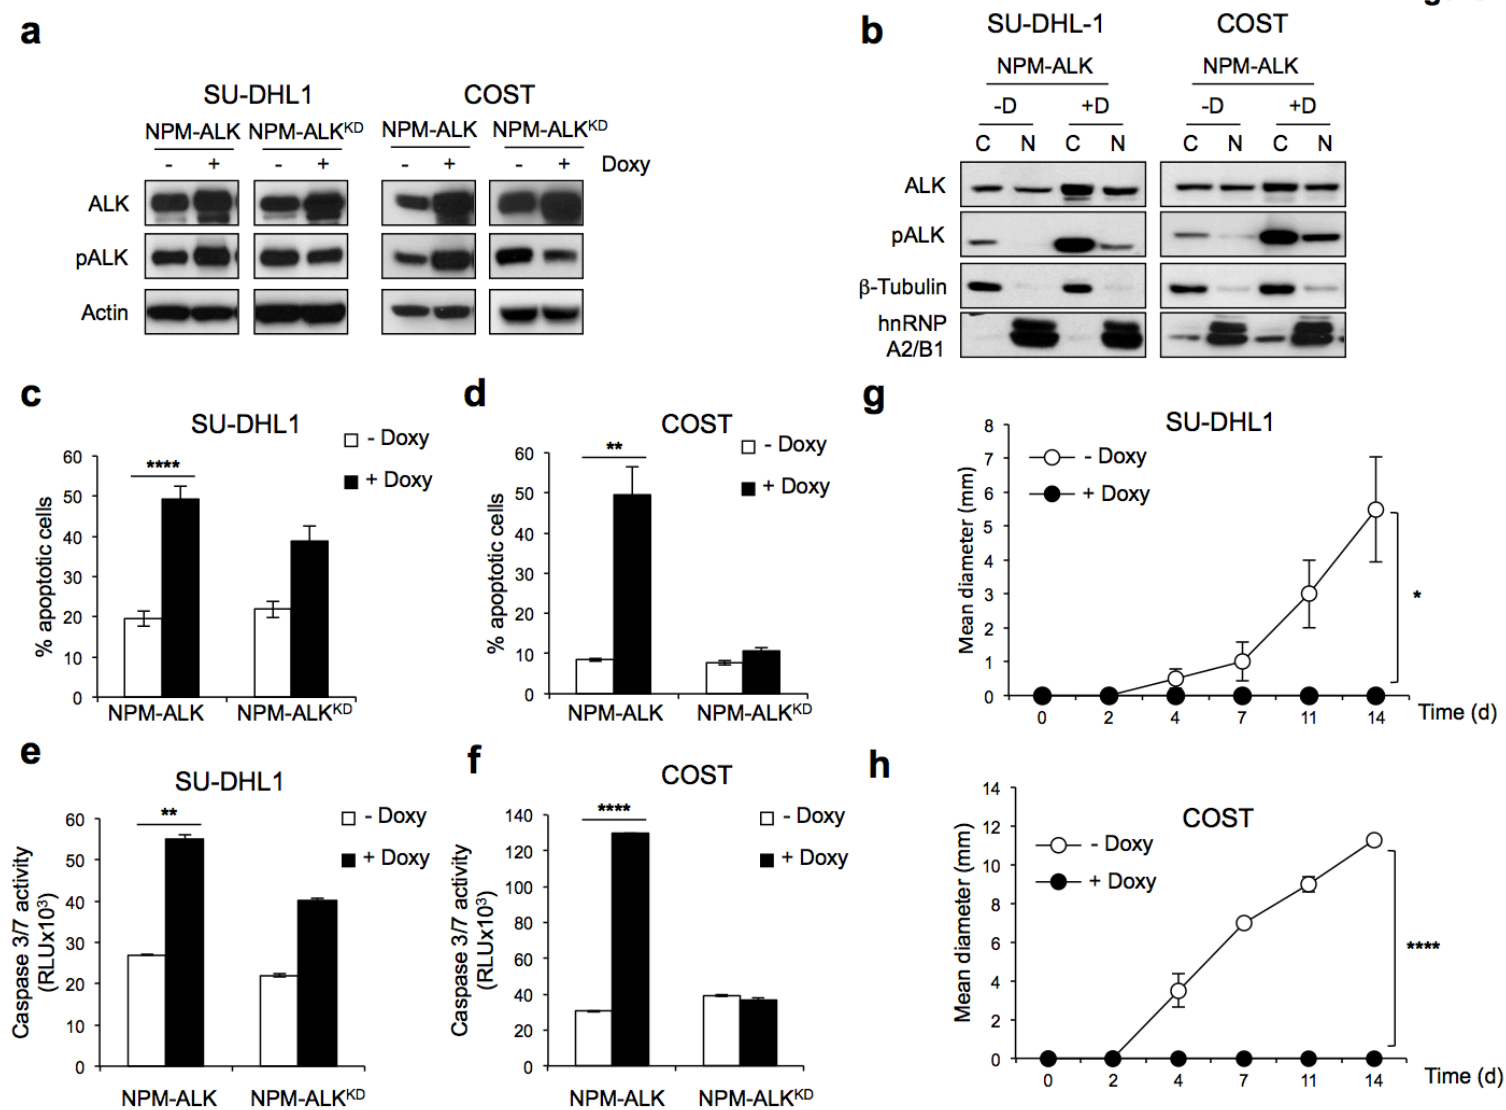 a
SU-DHL1 COST
NPM-ALK NPM-ALKKD NPM-ALK NPM-ALKKD
- + - + - + - + Doxy
ALK
pALK
Actin
b
SU-DHL-1 COST
NPM-ALK NPM-ALK
-D +D -D +D
C N C N C N C N
ALK
pALK
β-Tubulin
hnRNP
A2/B1
c
SU-DHL1
- Doxy
+ Doxy
****
% apoptotic cells
60
50
40
30
20
10
0
NPM-ALK NPM-ALKKD
d
COST
- Doxy
+ Doxy
**
% apoptotic cells
60
50
40
30
20
10
0
NPM-ALK NPM-ALKKD
e
SU-DHL1
- Doxy
+ Doxy
**
Caspase 3/7 activity
(RLUx103)
60
50
40
30
20
10
0
NPM-ALK NPM-ALKKD
f
COST
- Doxy
+ Doxy
****
Caspase 3/7 activity
(RLUx103)
140
120
100
80
60
40
20
0
NPM-ALK NPM-ALKKD
g
SU-DHL1
- Doxy
+ Doxy
Mean diameter (mm)
8
7
6
5
4
3
2
1
0
*
0 2 4 7 11 14 Time (d)
h
COST
- Doxy
+ Doxy
Mean diameter (mm)
14
12
10
8
6
4
2
0
****
0 2 4 7 11 14 Time (d)